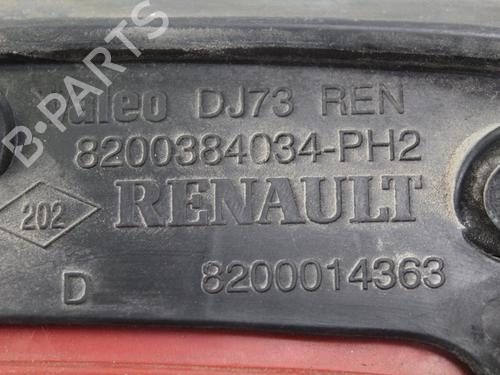 B-PARTS
Valeo DJ73 REN
8200384034-PH2
202 RENAULT
D 8200014363